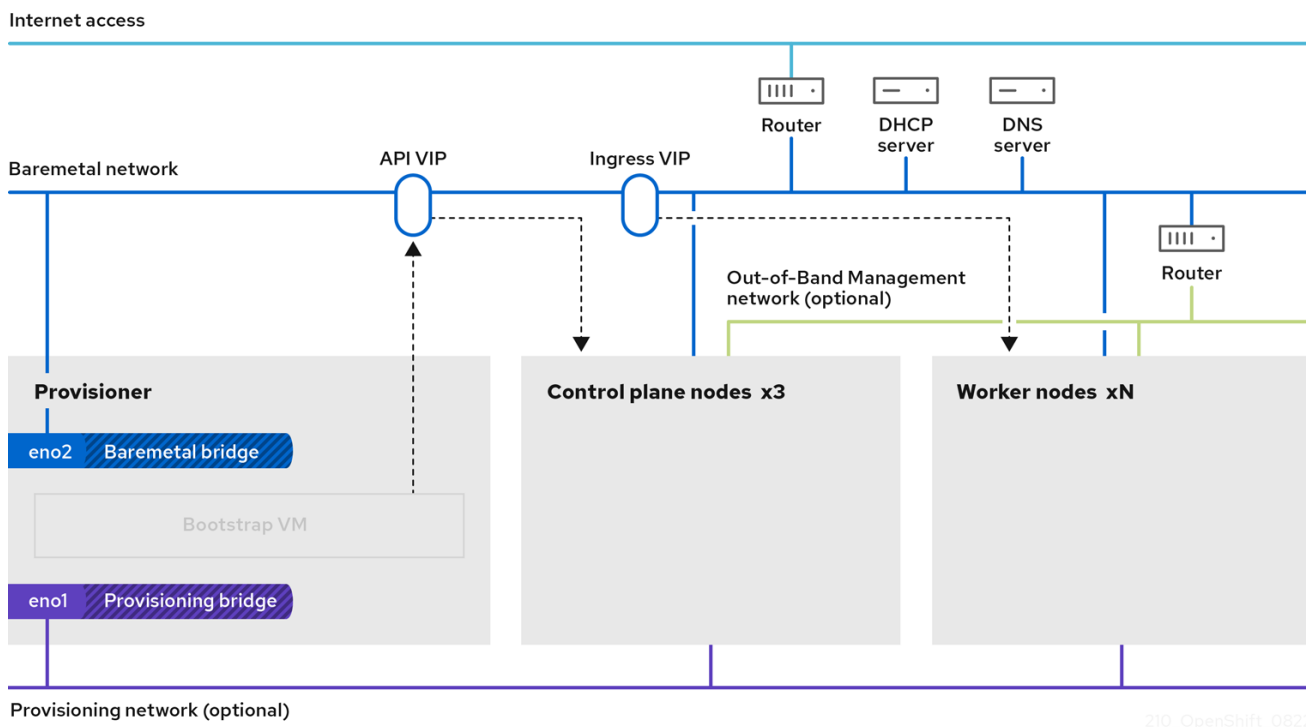 Internet access
Router
DHCP
server
DNS
server
Baremetal network
API VIP
Ingress VIP
Router
Out-of-Band Management
network (optional)
Provisioner
Control plane nodes x3
Worker nodes xN
eno2
Baremetal bridge
Bootstrap VM
eno1
Provisioning bridge
Provisioning network (optional)
210_OpenShift_082